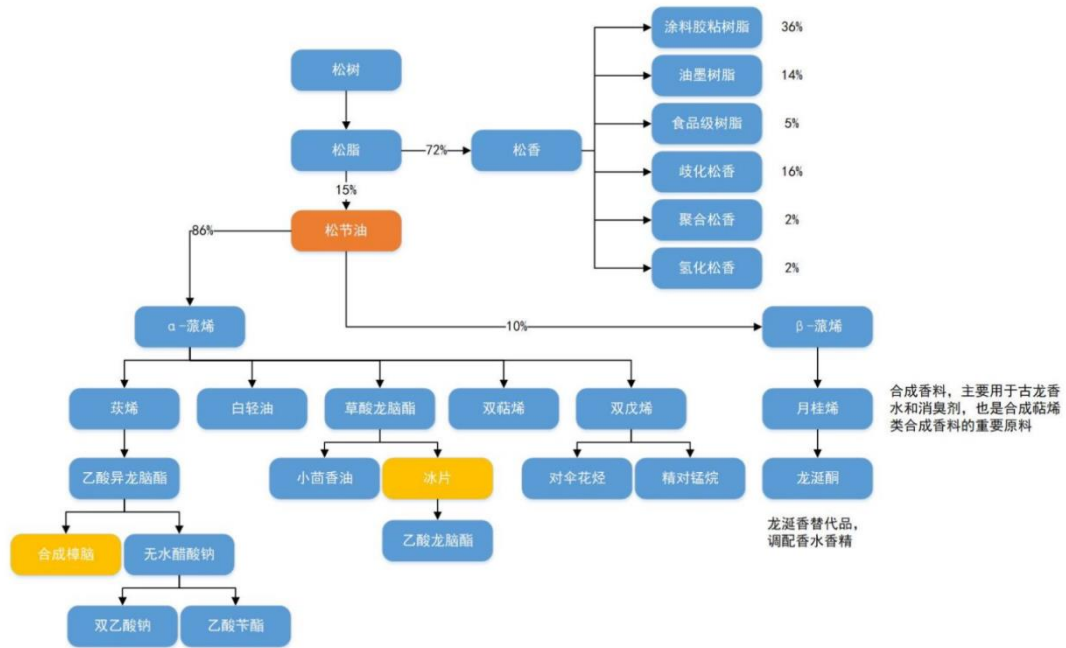 涂料胶粘树脂 36%
松树
油墨树脂 14%
食品级树脂 5%
松脂 72% 松香
歧化松香 16%
15%
聚合松香 2%
86% 松节油
氢化松香 2%
α-蒎烯 10% β-蒎烯
莰烯 白轻油 草酸龙脑酯 双萜烯 双戊烯 月桂烯
合成香料，主要用于古龙香
水和消臭剂，也是合成萜烯
类合成香料的重要原料
乙酸异龙脑酯 小茴香油 冰片 对伞花烃 精对锰烷 龙涎酮
龙涎香替代品，
调配香水香精
合成樟脑 无水醋酸钠 乙酸龙脑酯
双乙酸钠 乙酸苄酯